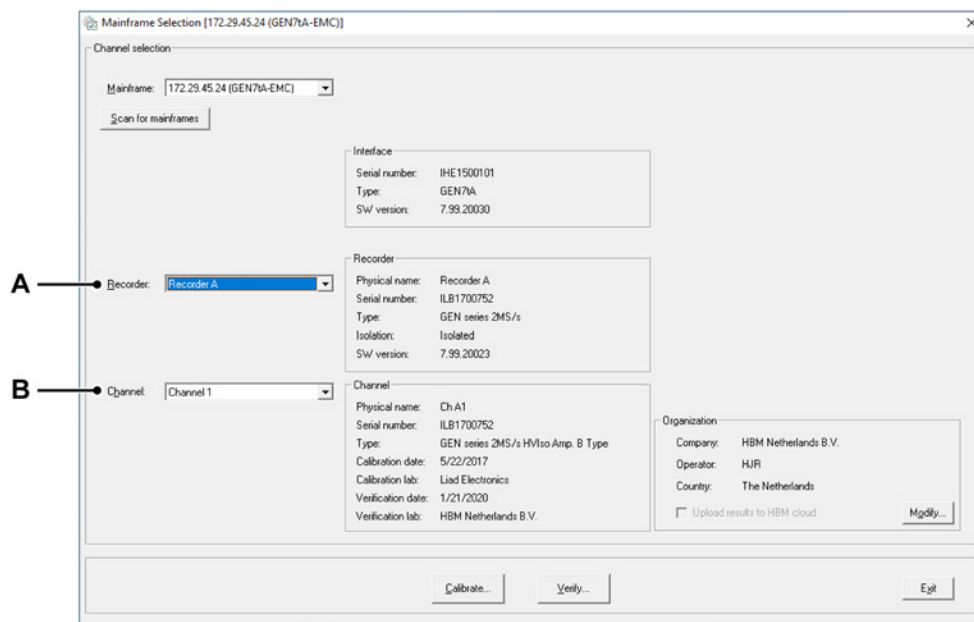 Mainframe Selection [172.29.45.24 (GEN7tA-EMC)]
Channel selection
Mainframe: 172.29.45.24 (GEN7tA-EMC)
Scan for mainframes
Interface
Serial number: IHE1500101
Type: GEN7tA
SW version: 7.99.20030
A
Recorder: Recorder A
Recorder
Physical name: Recorder A
Serial number: ILB1700752
Type: GEN series 2MS/s
Isolation: Isolated
SW version: 7.99.20023
B
Channel: Channel 1
Channel
Physical name: Ch A1
Serial number: ILB1700752
Type: GEN series 2MS/s HVIso Amp. B Type
Calibration date: 5/22/2017
Calibration lab: Liad Electronics
Verification date: 1/21/2020
Verification lab: HBM Netherlands B.V.
Organization
Company: HBM Netherlands B.V.
Operator: HJR
Country: The Netherlands
Upload results to HBM cloud
Modify...
Calibrate...
Verify...
Exit